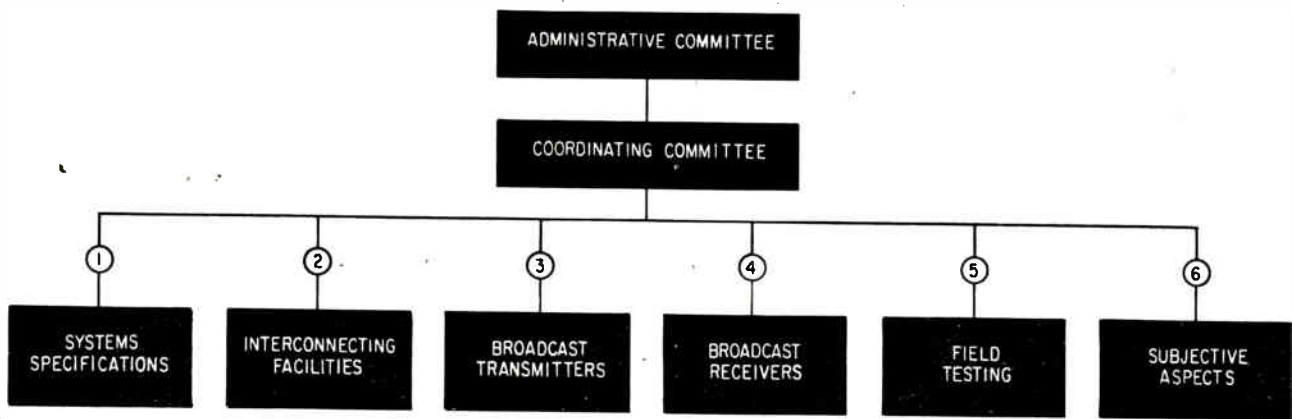 ADMINISTRATIVE COMMITTEE
COORDINATING COMMITTEE
1
2
3
4
5
6
SYSTEMS
SPECIFICATIONS
INTERCONNECTING
FACILITIES
BROADCAST
TRANSMITTERS
BROADCAST
RECEIVERS
FIELD
TESTING
SUBJECTIVE
ASPECTS